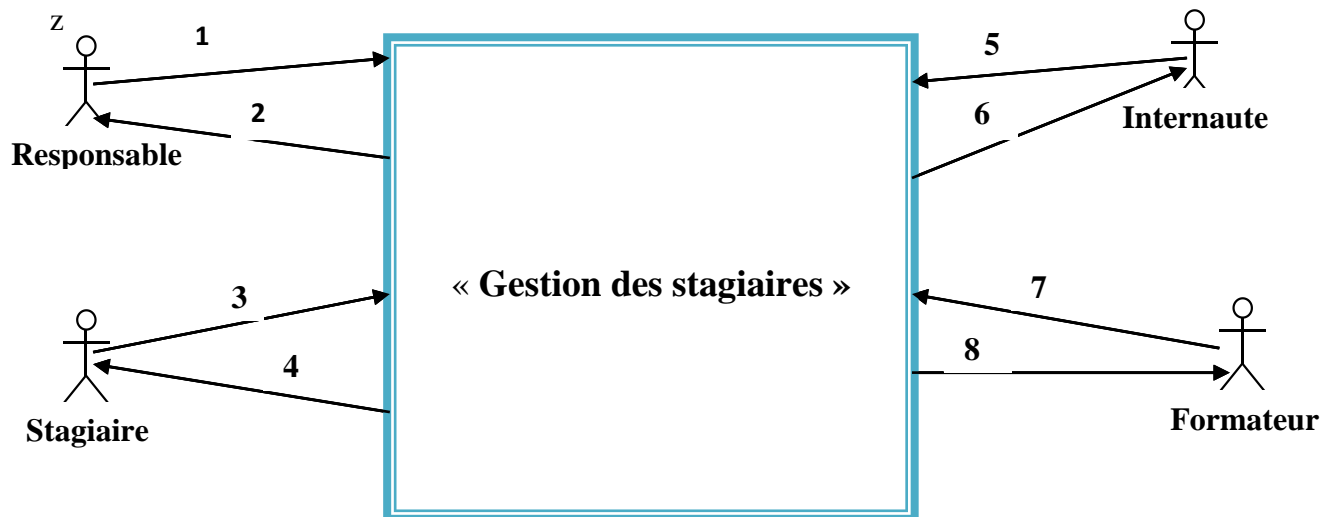 z
1
2
Responsable
5
6
Internaute
« Gestion des stagiaires »
3
4
Stagiaire
7
8
Formateur